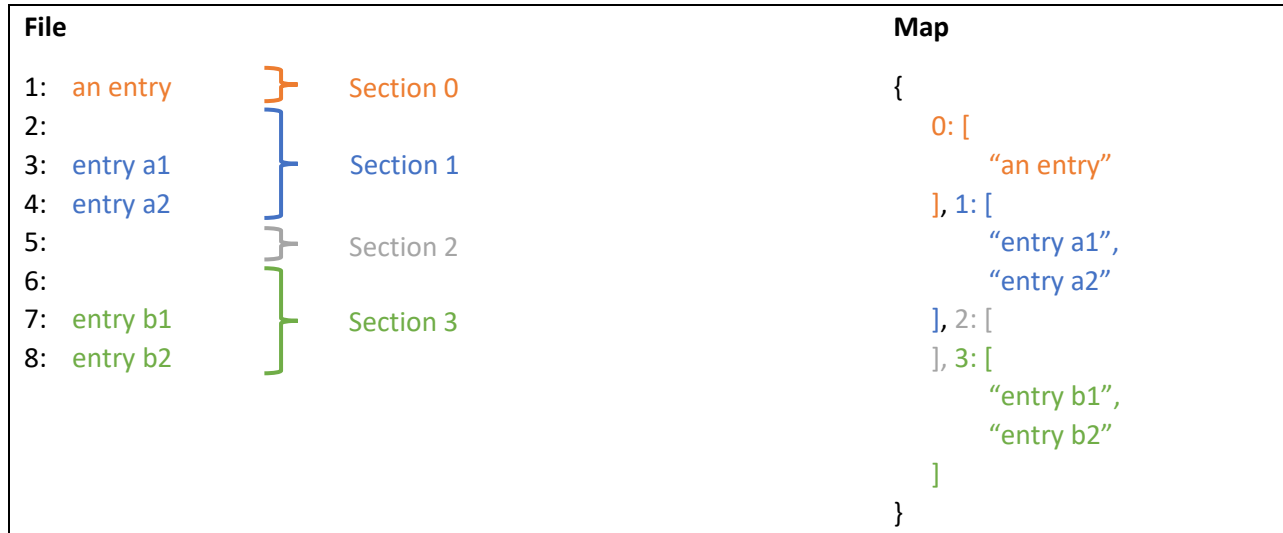 File
1: an entry Section 0
2:
3: entry a1 Section 1
4: entry a2
5: Section 2
6:
7: entry b1 Section 3
8: entry b2
Map
{
0: [
“an entry”
], 1: [
“entry a1”,
“entry a2”
], 2: [
], 3: [
“entry b1”,
“entry b2”
]
}